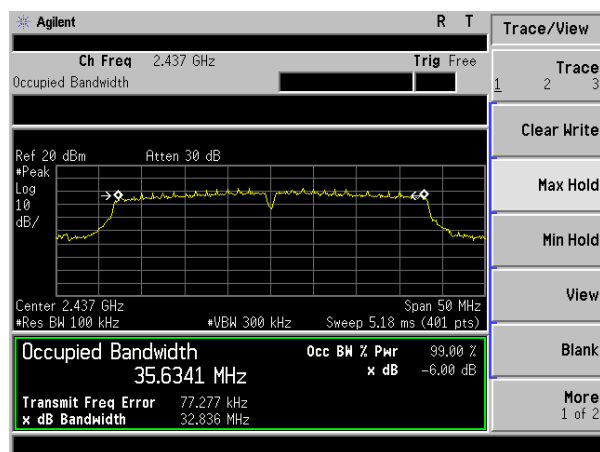 Agilent R T Trace/View
Ch Freq 2.437 GHz Trig Free
Occupied Bandwidth
Trace
1 2 3
Clear Write
Ref 20 dBm Atten 30 dB
#Peak
Log
10
dB/
Max Hold
Min Hold
View
Center 2.437 GHz Span 50 MHz
#Res BW 100 kHz #VBW 300 kHz Sweep 5.18 ms (401 pts)
Occupied Bandwidth Occ BW % Pwr 99.00 %
35.6341 MHz x dB -6.00 dB
Blank
Transmit Freq Error 77.277 kHz
x dB Bandwidth 32.836 MHz
More
1 of 2